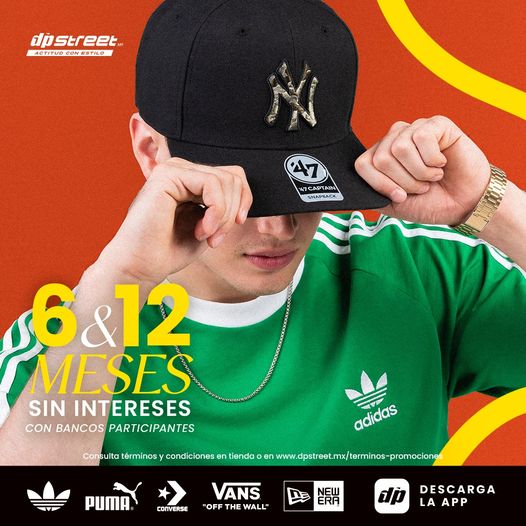 dpstreet.mx
ACTITUD CON ESTILO
NY
'47
'47 CAPTAIN
SNAPBACK
6&12
MESES
SIN INTERESES
CON BANCOS PARTICIPANTES
adidas
Consulta términos y condiciones en tienda o en www.dpstreet.mx/terminos-promociones
PUMA
CONVERSE
VANS
"OFF THE WALL"
NEW
ERA
dp
DESCARGA
LA APP